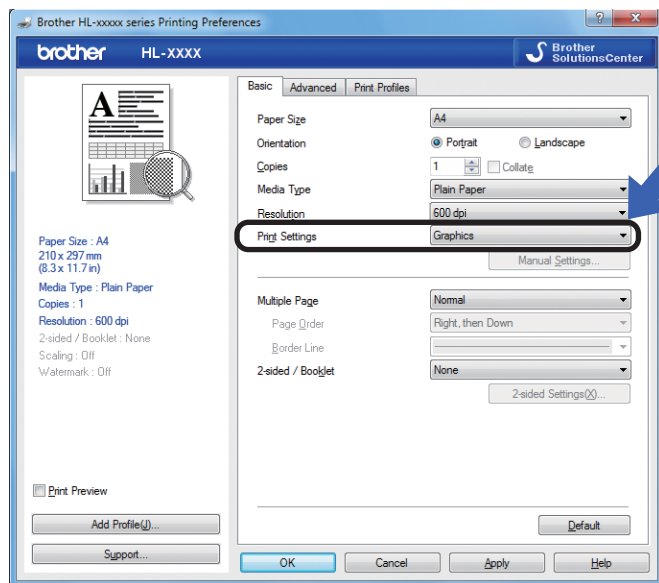 Brother HL-xxxxx series Printing Preferences
brother HL-XXXX
Brother
SolutionsCenter
A
Paper Size : A4
210 x 297 mm
(8.3 x 11.7 in)
Media Type : Plain Paper
Copies : 1
Resolution : 600 dpi
2-sided / Booklet : None
Scaling : Off
Watermark : Off
Print Preview
Add Profile(J)...
Support...
Basic Advanced Print Profiles
Paper Size A4
Orientation Portrait Landscape
Copies 1 Collate
Media Type Plain Paper
Resolution 600 dpi
Print Settings Graphics
Manual Settings...
Multiple Page Normal
Page Order Right, then Down
Border Line
2-sided / Booklet None
2-sided Settings(X)...
Default
OK Cancel Apply Help